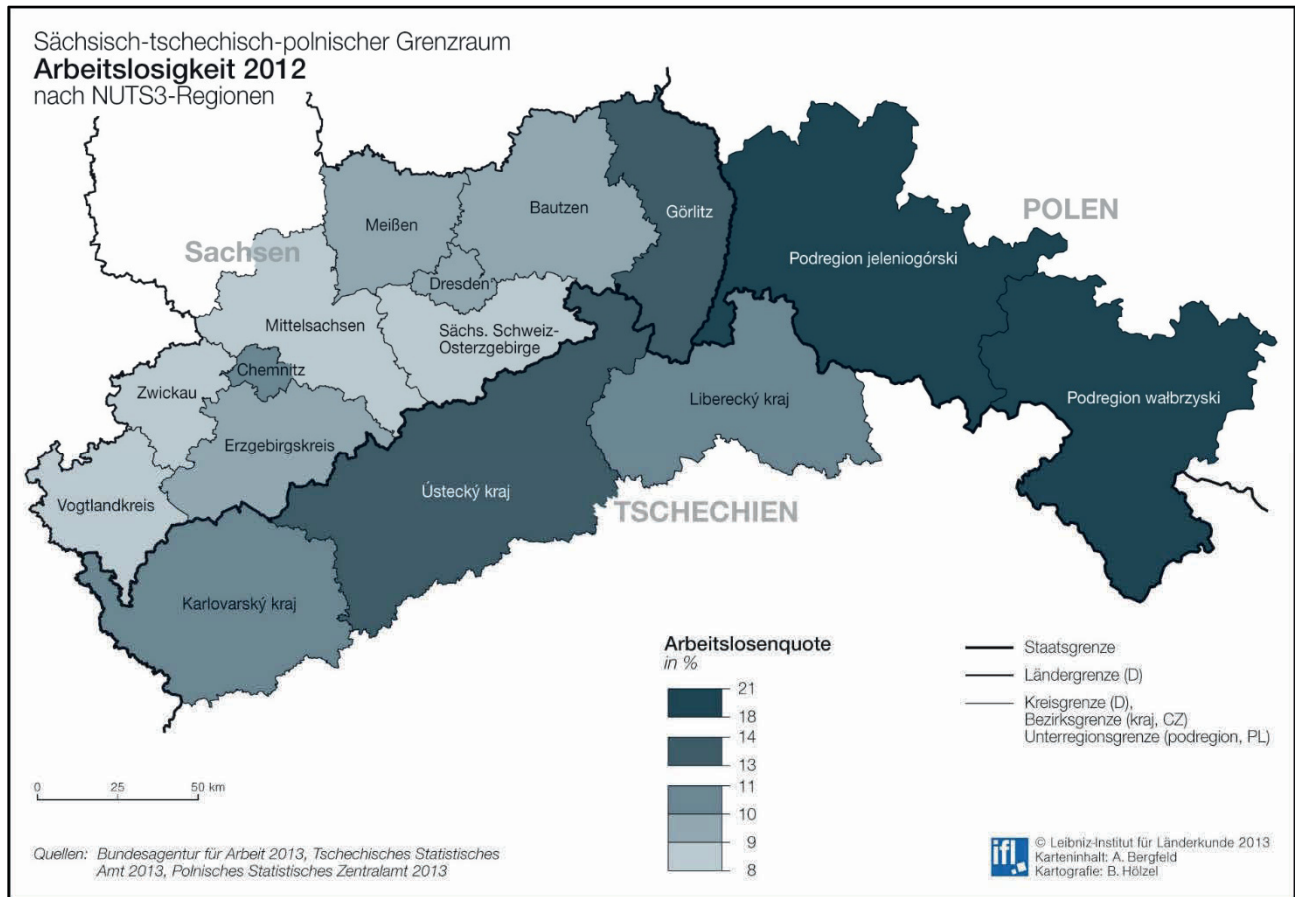 Sächsisch-tschechisch-polnischer Grenzraum
Arbeitslosigkeit 2012
nach NUTS3-Regionen
Sachsen
Meißen
Bautzen
Görlitz
POLEN
Podregion jeleniogórski
Dresden
Mittelsachsen
Sächs. Schweiz-
Osterzgebirge
Chemnitz
Zwickau
Liberecký kraj
Podregion wałbrzyski
Erzgebirgskreis
Vogtlandkreis
Ústecký kraj
TSCHECHIEN
Karlovarský kraj
Arbeitslosenquote
in %
21
18
14
13
11
10
9
8
Staatsgrenze
Ländergrenze (D)
Kreisgrenze (D),
Bezirksgrenze (kraj, CZ)
Unterregionsgrenze (podregion, PL)
0 25 50 km
Quellen: Bundesagentur für Arbeit 2013, Tschechisches Statistisches
Amt 2013, Polnisches Statistisches Zentralamt 2013
ifl
© Leibniz-Institut für Länderkunde 2013
Karteninhalt: A. Bergfeld
Kartografie: B. Hölzel